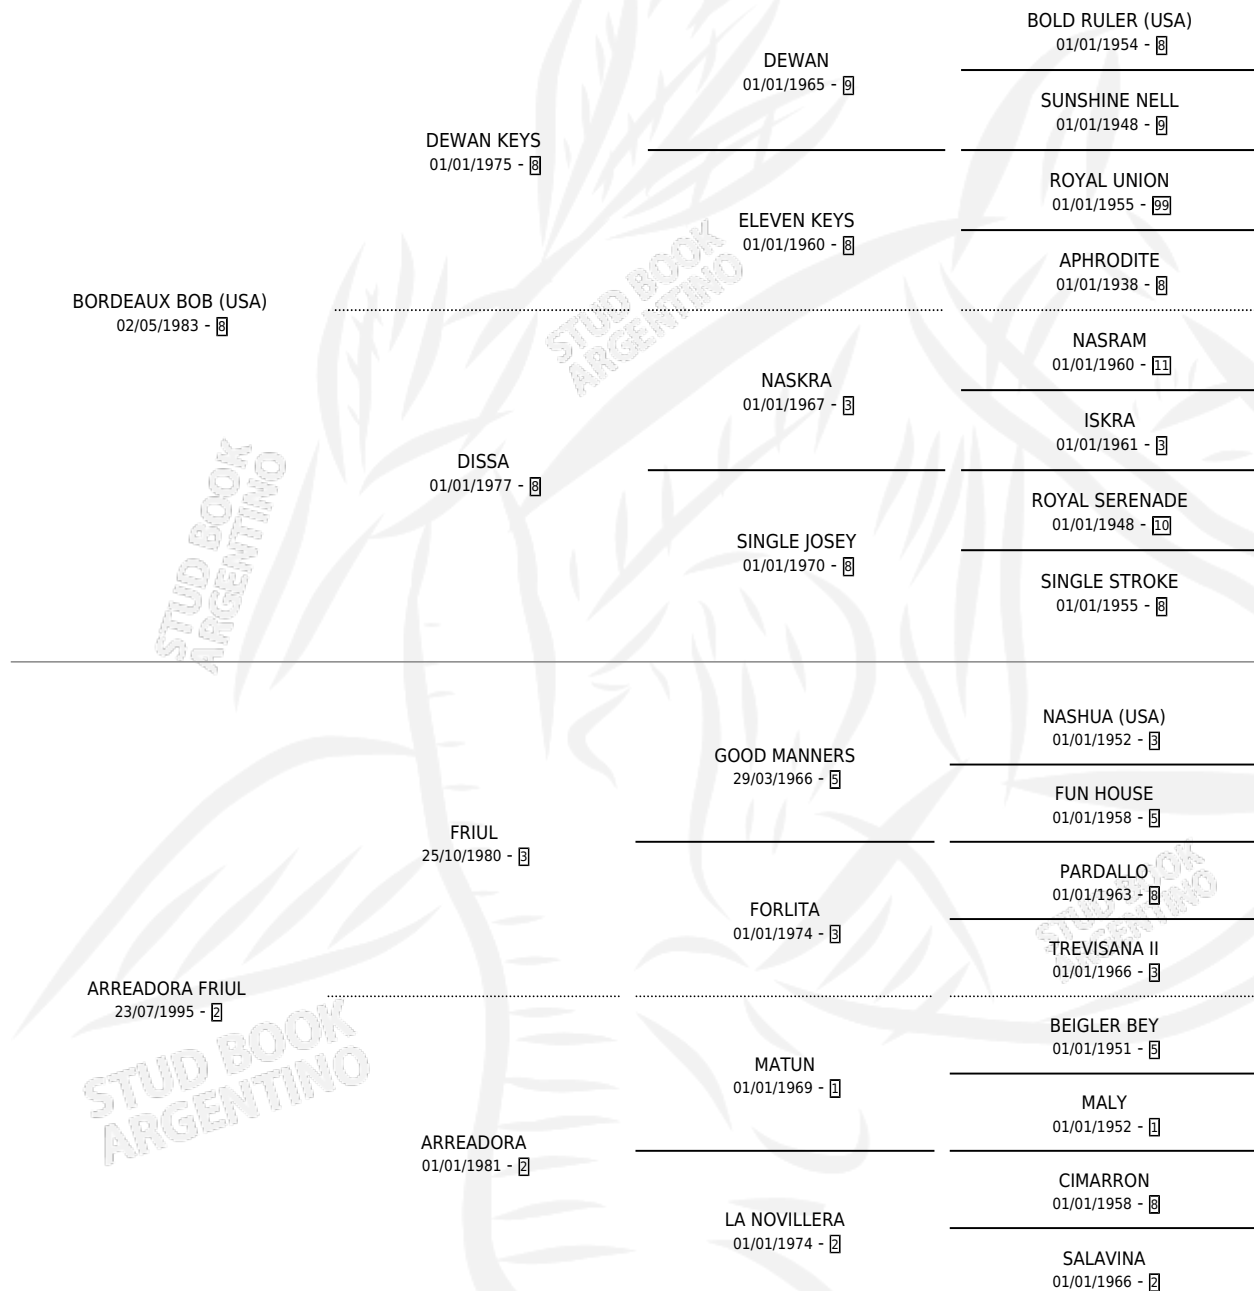 BORDEAUX BOB (USA)
02/05/1983 - 8
DEWAN KEYS
01/01/1975 - 8
DISSA
01/01/1977 - 8
DEWAN
01/01/1965 - 9
ELEVEN KEYS
01/01/1960 - 8
NASKRA
01/01/1967 - 3
SINGLE JOSEY
01/01/1970 - 8
BOLD RULER (USA)
01/01/1954 - 8
SUNSHINE NELL
01/01/1948 - 9
ROYAL UNION
01/01/1955 - 99
APHRODITE
01/01/1938 - 8
NASRAM
01/01/1960 - 11
ISKRA
01/01/1961 - 3
ROYAL SERENADE
01/01/1948 - 10
SINGLE STROKE
01/01/1955 - 8
ARREADORA FRIUL
23/07/1995 - 2
FRIUL
25/10/1980 - 3
ARREADORA
01/01/1981 - 2
GOOD MANNERS
29/03/1966 - 5
FORLITA
01/01/1974 - 3
MATUN
01/01/1969 - 1
LA NOVILLERA
01/01/1974 - 2
NASHUA (USA)
01/01/1952 - 3
FUN HOUSE
01/01/1958 - 5
PARDALLO
01/01/1963 - 8
TREVISANA II
01/01/1966 - 3
BEIGLER BEY
01/01/1951 - 5
MALY
01/01/1952 - 1
CIMARRON
01/01/1958 - 8
SALAVINA
01/01/1966 - 2
STUD BOOK
ARGENTINO
STUD BOOK
ARGENTINO
STUD BOOK
ARGENTINO
STUD BOOK
ARGENTINO